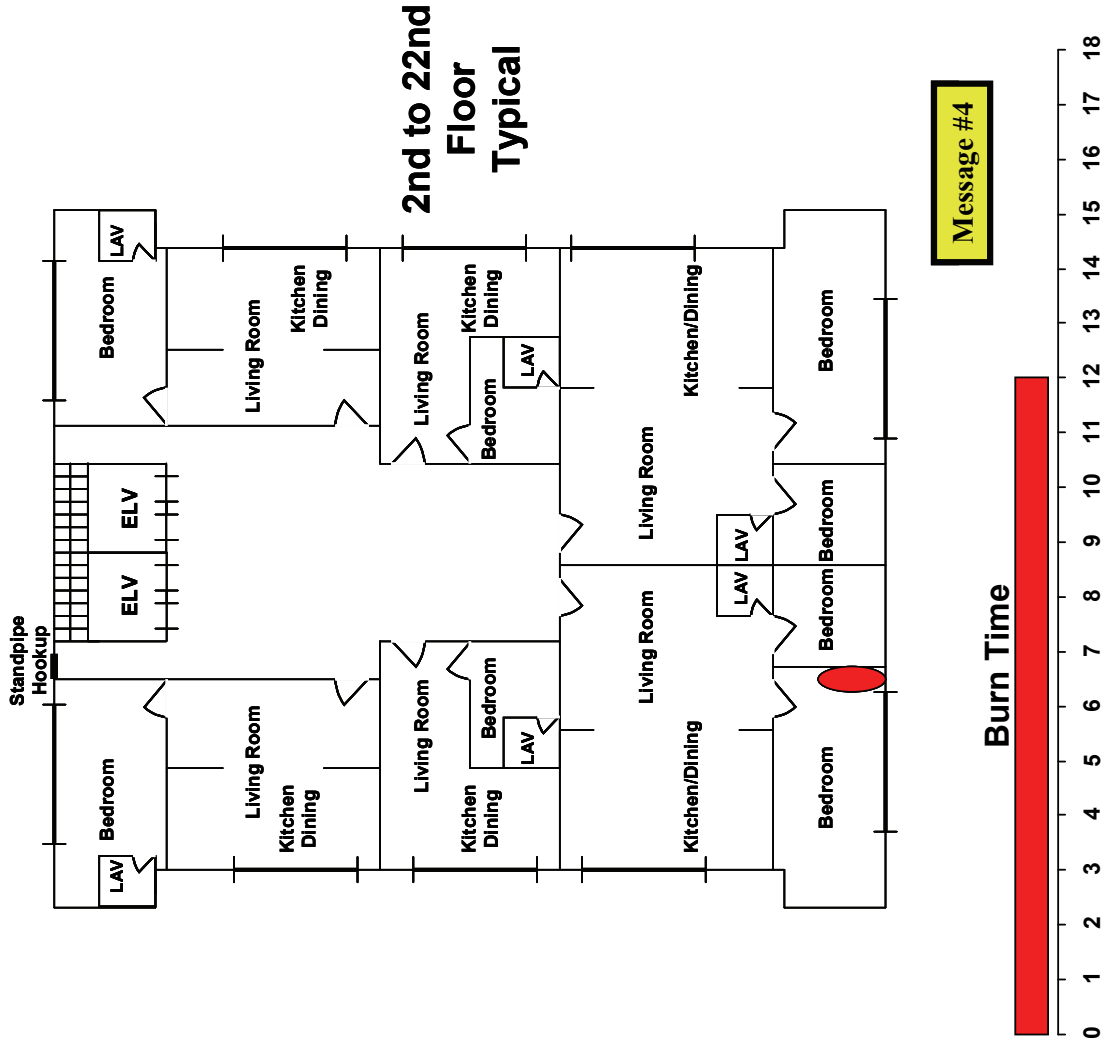 Standpipe
Hookup
2nd to 22nd
Floor
Typical
LAV
Bedroom
ELV
ELV
Bedroom
LAV
Living Room
Kitchen
Dining
Living Room
Kitchen
Dining
Living Room
Kitchen
Dining
Bedroom
LAV
Living Room
Kitchen
Dining
Bedroom
LAV
Living Room
Kitchen/Dining
LAV
LAV
Living Room
Kitchen/Dining
Bedroom
Bedroom
Bedroom
Bedroom
Message #4
Burn Time
0 1 2 3 4 5 6 7 8 9 10 11 12 13 14 15 16 17 18